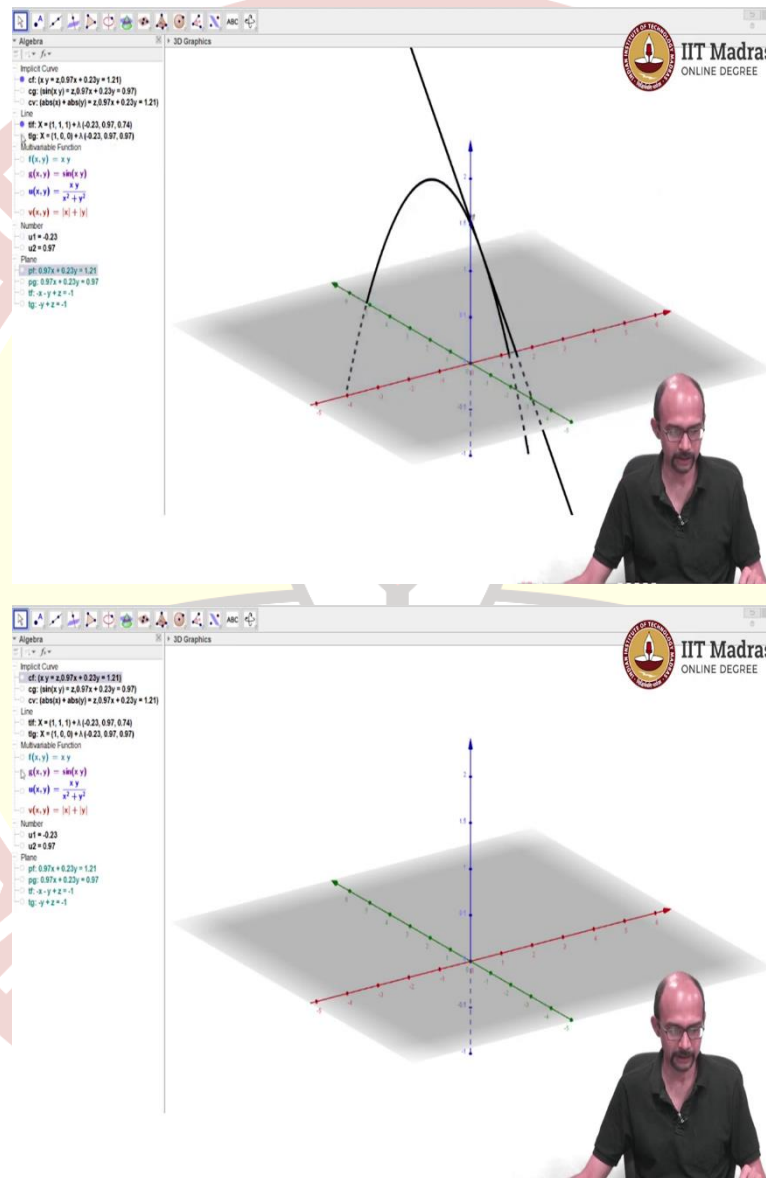 Algebra
3D Graphics
IIT Madras
ONLINE DEGREE
Implicit Curve
cf: (x y = z,0.97x + 0.23y = 1.21)
cg: (sin(x y) = z,0.97x + 0.23y = 0.97)
cv: (abs(x) + abs(y) = z,0.97x + 0.23y = 1.21)
Line
tlf: X = (1, 1, 1) + λ (-0.23, 0.97, 0.74)
tlg: X = (1, 0, 0) + λ (-0.23, 0.97, 0.97)
Multivariable Function
f(x, y) = x y
g(x, y) = sin(x y)
u(x, y) = x y / x² + y²
v(x, y) = |x| + |y|
Number
u1 = -0.23
u2 = 0.97
Plane
pf: 0.97x + 0.23y = 1.21
pg: 0.97x + 0.23y = 0.97
tf: -x - y + z = -1
tg: -y + z = -1
ABC
Algebra
3D Graphics
IIT Madras
ONLINE DEGREE
Implicit Curve
cf: (x y = z,0.97x + 0.23y = 1.21)
cg: (sin(x y) = z,0.97x + 0.23y = 0.97)
cv: (abs(x) + abs(y) = z,0.97x + 0.23y = 1.21)
Line
tlf: X = (1, 1, 1) + λ (-0.23, 0.97, 0.74)
tlg: X = (1, 0, 0) + λ (-0.23, 0.97, 0.97)
Multivariable Function
f(x, y) = x y
g(x, y) = sin(x y)
u(x, y) = x y / x² + y²
v(x, y) = |x| + |y|
Number
u1 = -0.23
u2 = 0.97
Plane
pf: 0.97x + 0.23y = 1.21
pg: 0.97x + 0.23y = 0.97
tf: -x - y + z = -1
tg: -y + z = -1
ABC